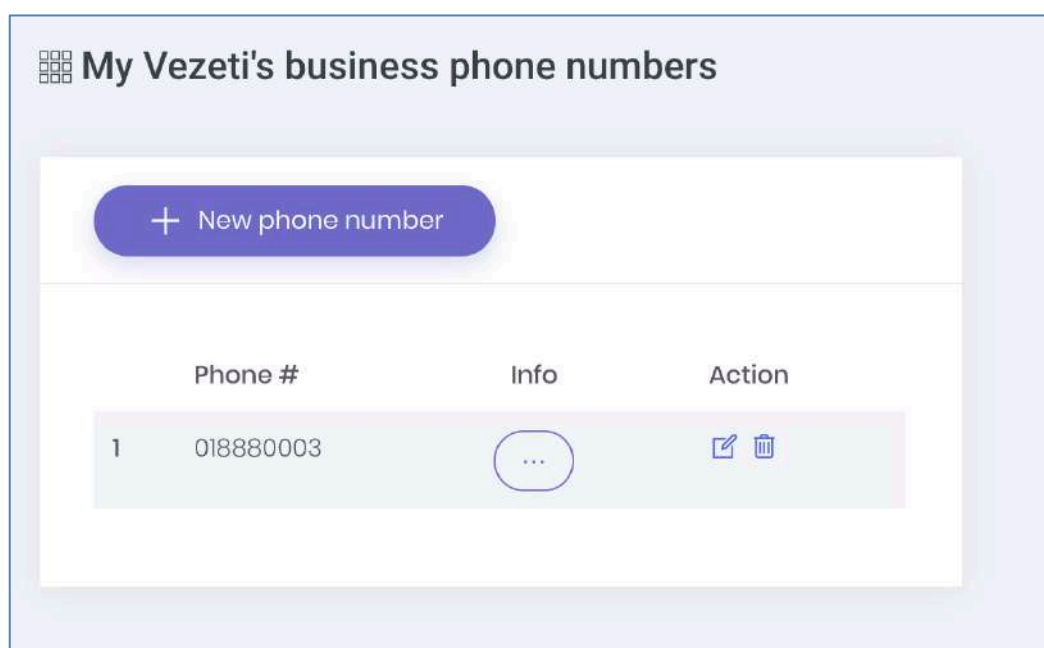 My Vezeti's business phone numbers
+ New phone number
Phone # Info Action
1 018880003 ...